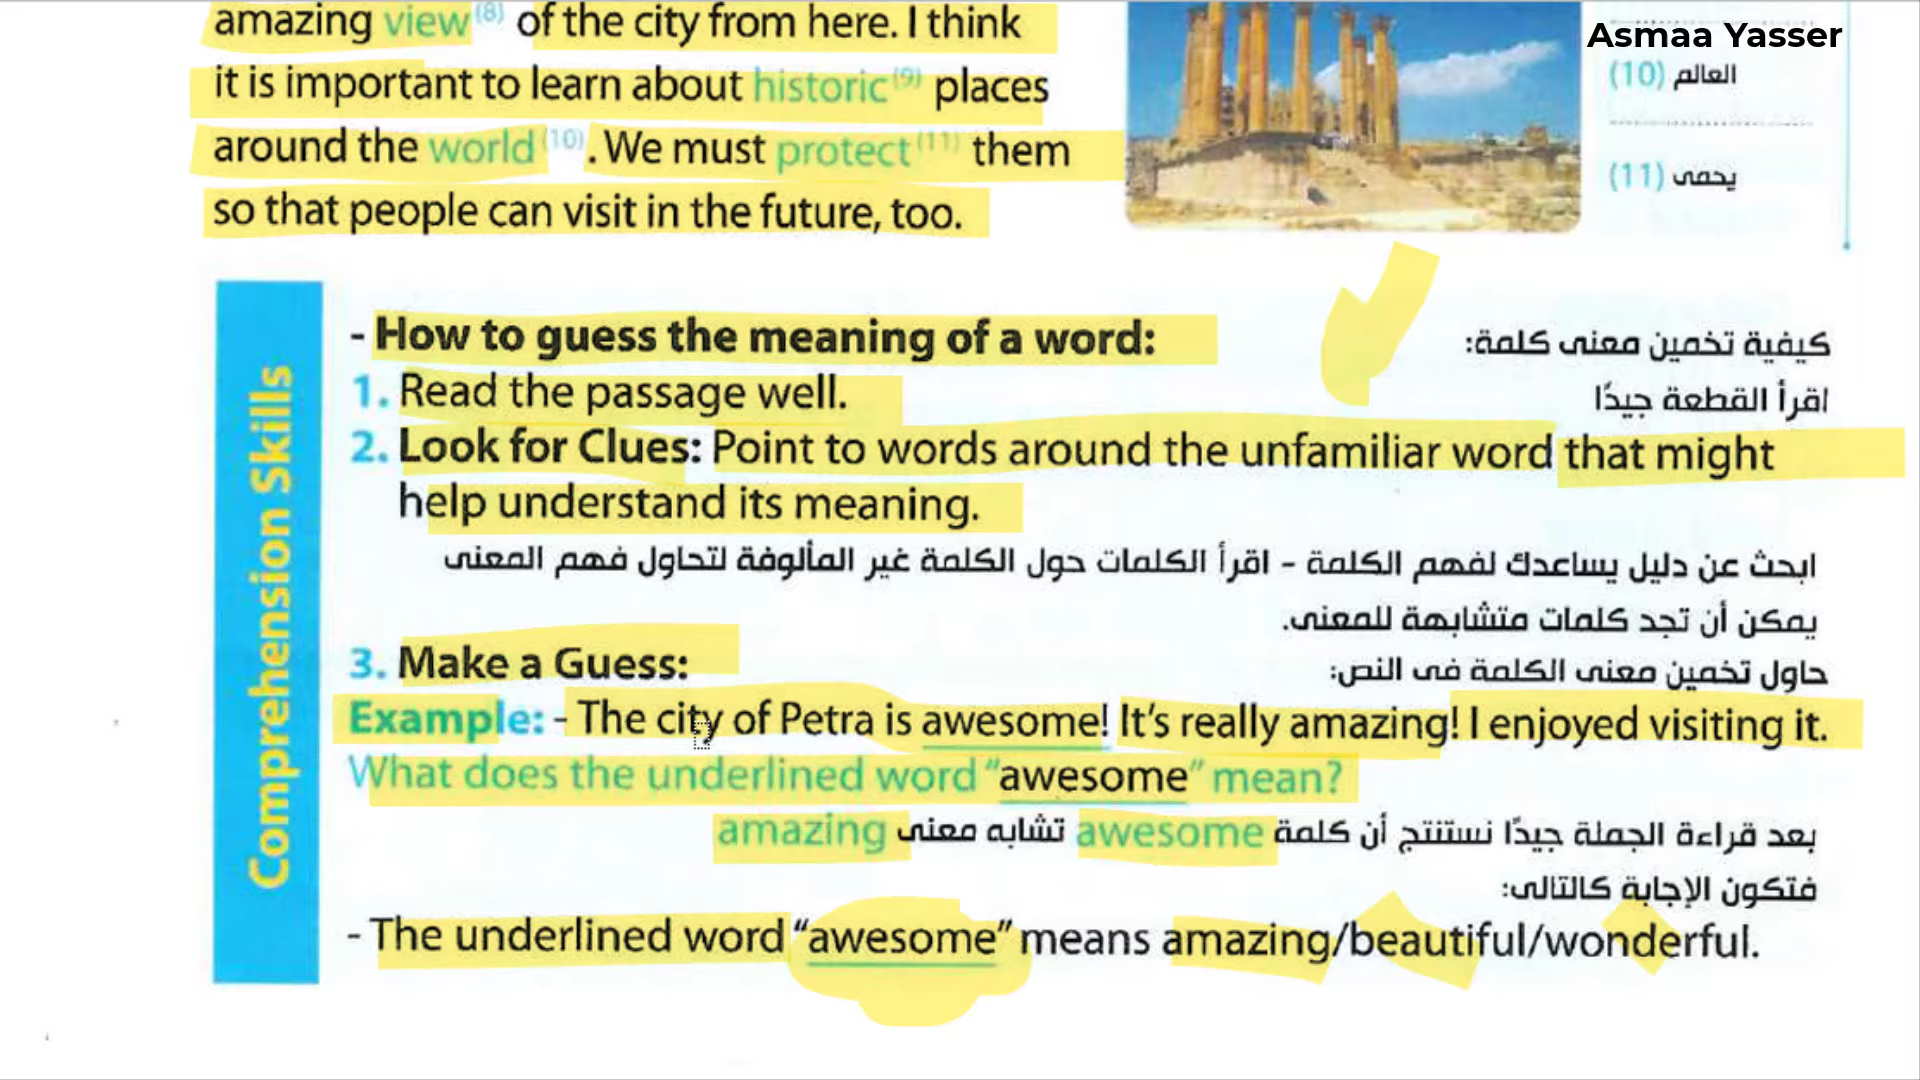 amazing view (8) of the city from here. I think
it is important to learn about historic (9) places
around the world (10). We must protect (11) them
so that people can visit in the future, too.
Asmaa Yasser
(10) العالم
(11) يحمى
Comprehension Skills
- How to guess the meaning of a word:
كيفية تخمين معنى كلمة:
1. Read the passage well.
اقرأ القطعة جيدًا
2. Look for Clues: Point to words around the unfamiliar word that might
help understand its meaning.
ابحث عن دليل يساعدك لفهم الكلمة - اقرأ الكلمات حول الكلمة غير المألوفة لتحاول فهم المعنى
يمكن أن تجد كلمات متشابهة للمعنى.
3. Make a Guess:
حاول تخمين معنى الكلمة فى النص:
Example: - The city of Petra is awesome! It's really amazing! I enjoyed visiting it.
What does the underlined word "awesome" mean?
بعد قراءة الجملة جيدًا نستنتج أن كلمة awesome تشابه معنى amazing
فتكون الإجابة كالتالى:
- The underlined word "awesome" means amazing/beautiful/wonderful.